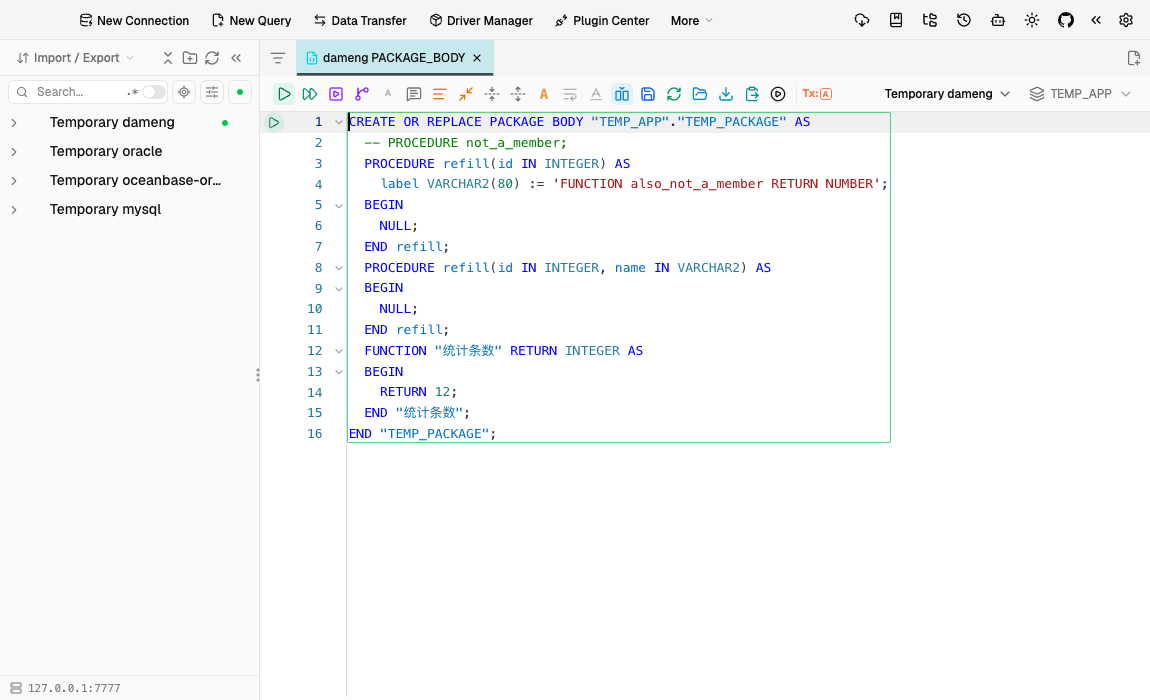 New Connection New Query Data Transfer Driver Manager Plugin Center More
Import / Export
dameng PACKAGE_BODY
Search... .*
Tx: A
Temporary dameng
TEMP_APP
Temporary dameng
Temporary oracle
Temporary oceanbase-or...
Temporary mysql
1 CREATE OR REPLACE PACKAGE BODY "TEMP_APP"."TEMP_PACKAGE" AS
2 -- PROCEDURE not_a_member;
3 PROCEDURE refill(id IN INTEGER) AS
4 label VARCHAR2(80) := 'FUNCTION also_not_a_member RETURN NUMBER';
5 BEGIN
6 NULL;
7 END refill;
8 PROCEDURE refill(id IN INTEGER, name IN VARCHAR2) AS
9 BEGIN
10 NULL;
11 END refill;
12 FUNCTION "统计条数" RETURN INTEGER AS
13 BEGIN
14 RETURN 12;
15 END "统计条数";
16 END "TEMP_PACKAGE";
127.0.0.1:7777